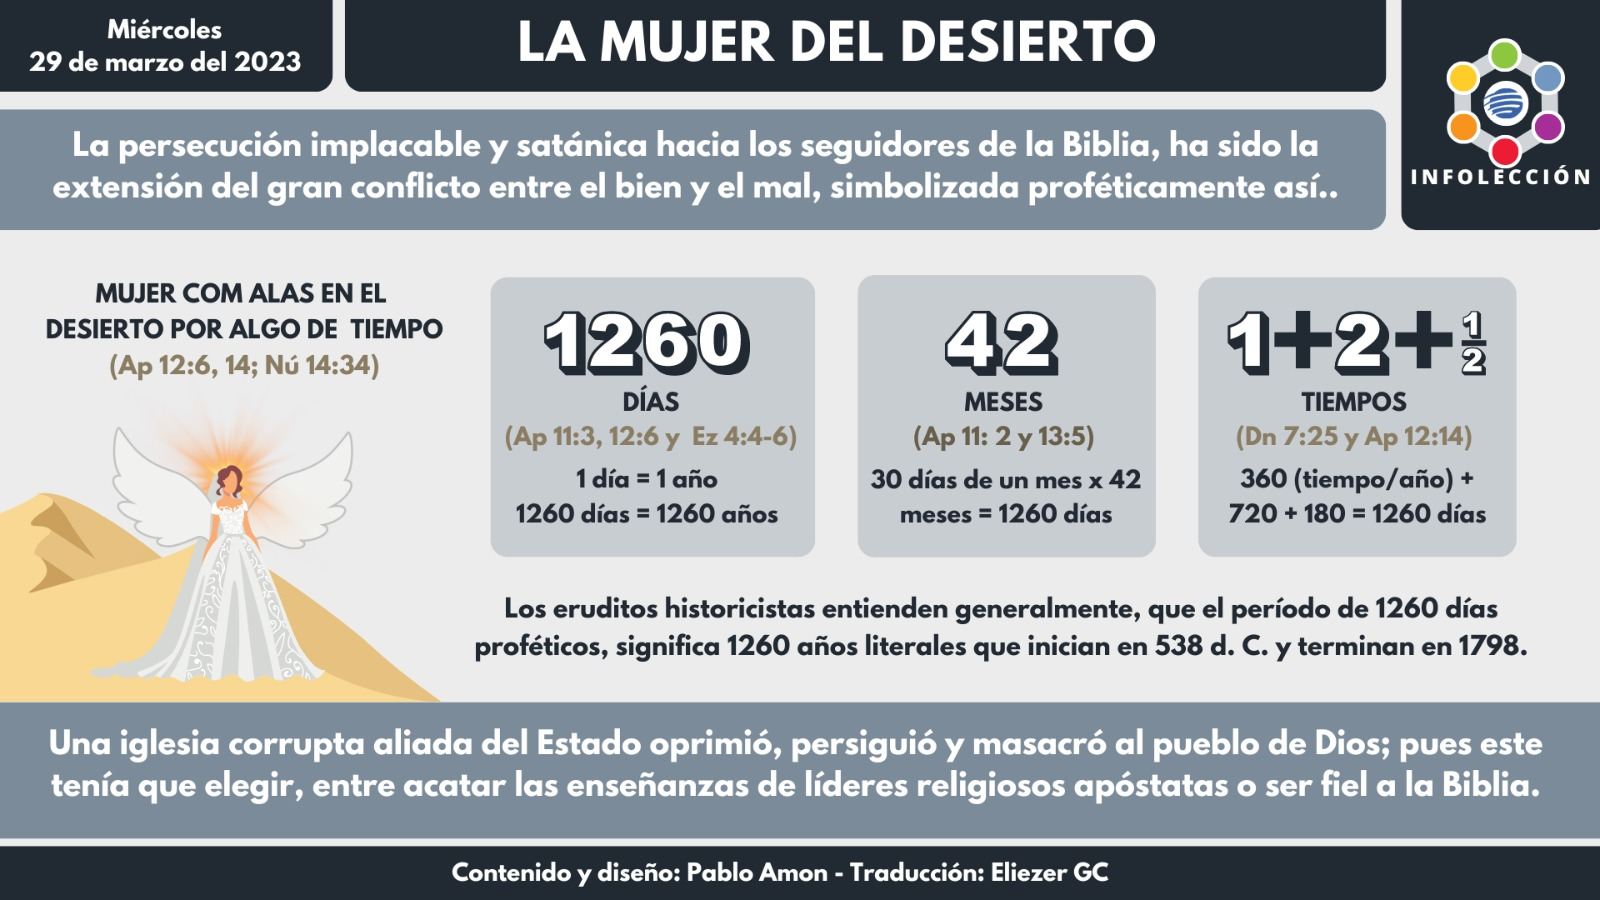 Miércoles
29 de marzo del 2023
LA MUJER DEL DESIERTO
INFOLECCIÓN
La persecución implacable y satánica hacia los seguidores de la Biblia, ha sido la
extensión del gran conflicto entre el bien y el mal, simbolizada proféticamente así..
MUJER COM ALAS EN EL
DESIERTO POR ALGO DE TIEMPO
(Ap 12:6, 14; Nú 14:34)
1260
DÍAS
(Ap 11:3, 12:6 y Ez 4:4-6)
1 día = 1 año
1260 días = 1260 años
42
MESES
(Ap 11: 2 y 13:5)
30 días de un mes x 42
meses = 1260 días
1+2+½
TIEMPOS
(Dn 7:25 y Ap 12:14)
360 (tiempo/año) +
720 + 180 = 1260 días
Los eruditos historicistas entienden generalmente, que el período de 1260 días
proféticos, significa 1260 años literales que inician en 538 d. C. y terminan en 1798.
Una iglesia corrupta aliada del Estado oprimió, persiguió y masacró al pueblo de Dios; pues este
tenía que elegir, entre acatar las enseñanzas de líderes religiosos apóstatas o ser fiel a la Biblia.
Contenido y diseño: Pablo Amon - Traducción: Eliezer GC